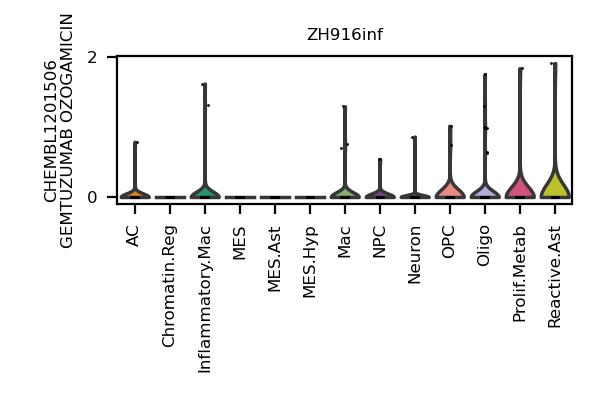 ZH916inf
CHEMBL1201506
GEMTUZUMAB OZOGAMICIN
2
0
AC
Chromatin.Reg
Inflammatory.Mac
MES
MES.Ast
MES.Hyp
Mac
NPC
Neuron
OPC
Oligo
Prolif.Metab
Reactive.Ast